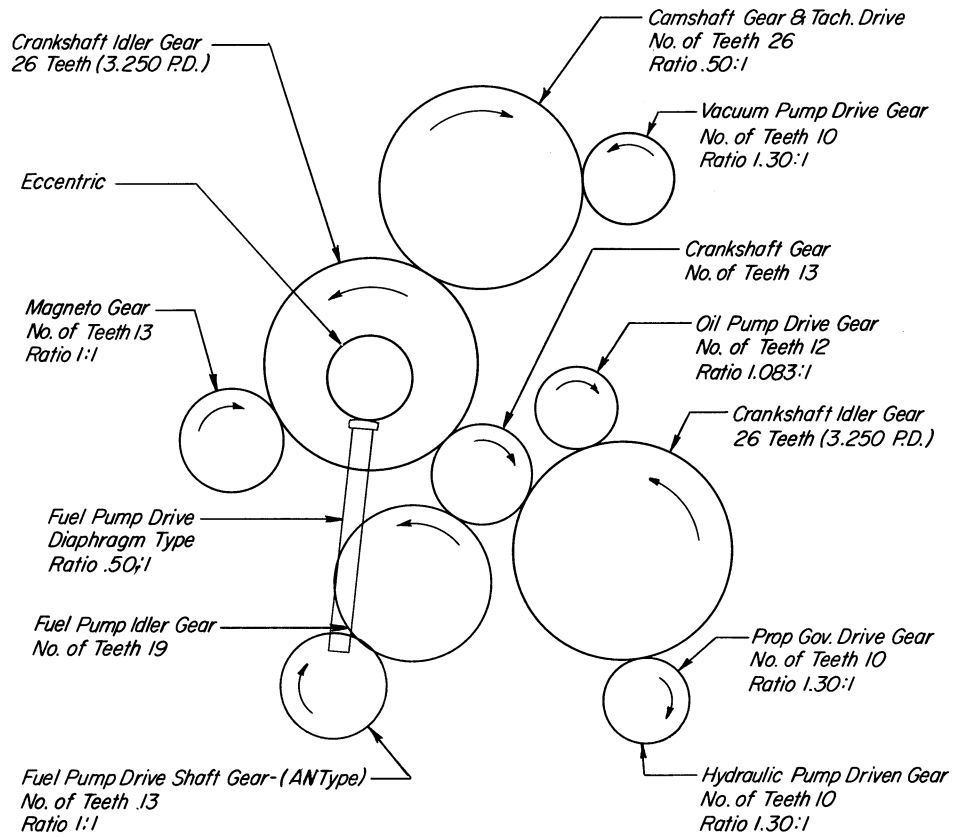 Camshaft Gear & Tach. Drive
No. of Teeth 26
Ratio .50:1
Crankshaft Idler Gear
26 Teeth (3.250 P.D.)
Vacuum Pump Drive Gear
No. of Teeth 10
Ratio 1.30:1
Eccentric
Crankshaft Gear
No. of Teeth 13
Magneto Gear
No. of Teeth 13
Ratio 1:1
Oil Pump Drive Gear
No. of Teeth 12
Ratio 1.083:1
Crankshaft Idler Gear
26 Teeth (3.250 P.D.)
Fuel Pump Drive
Diaphragm Type
Ratio .50:1
Fuel Pump Idler Gear
No. of Teeth 19
Prop Gov. Drive Gear
No. of Teeth 10
Ratio 1.30:1
Fuel Pump Drive Shaft Gear-(AN Type)
No. of Teeth 13
Ratio 1:1
Hydraulic Pump Driven Gear
No. of Teeth 10
Ratio 1.30:1